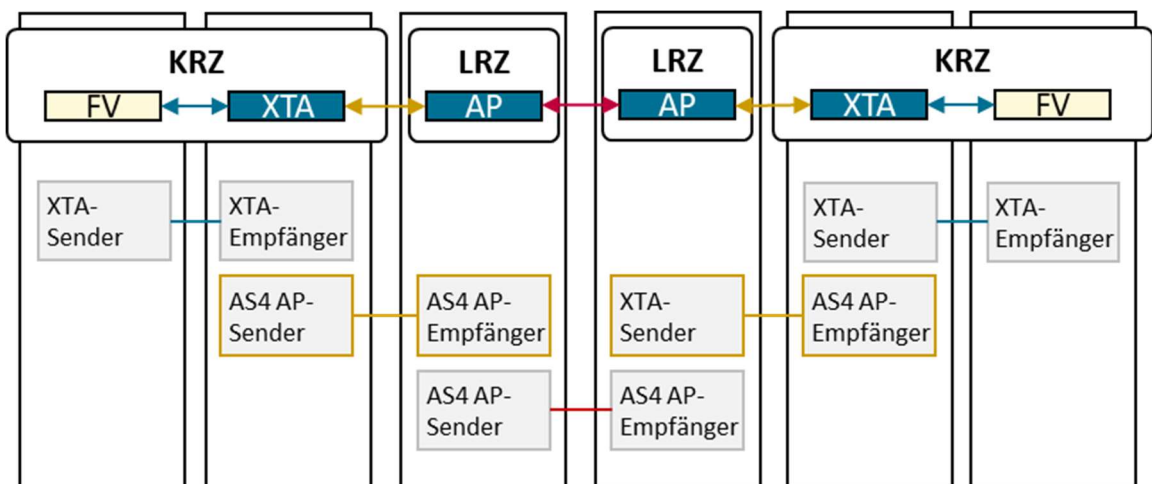 KRZ
LRZ
LRZ
KRZ
FV
XTA
AP
AP
XTA
FV
XTA-
Sender
XTA-
Empfänger
XTA-
Sender
XTA-
Empfänger
AS4 AP-
Sender
AS4 AP-
Empfänger
XTA-
Sender
AS4 AP-
Empfänger
AS4 AP-
Sender
AS4 AP-
Empfänger